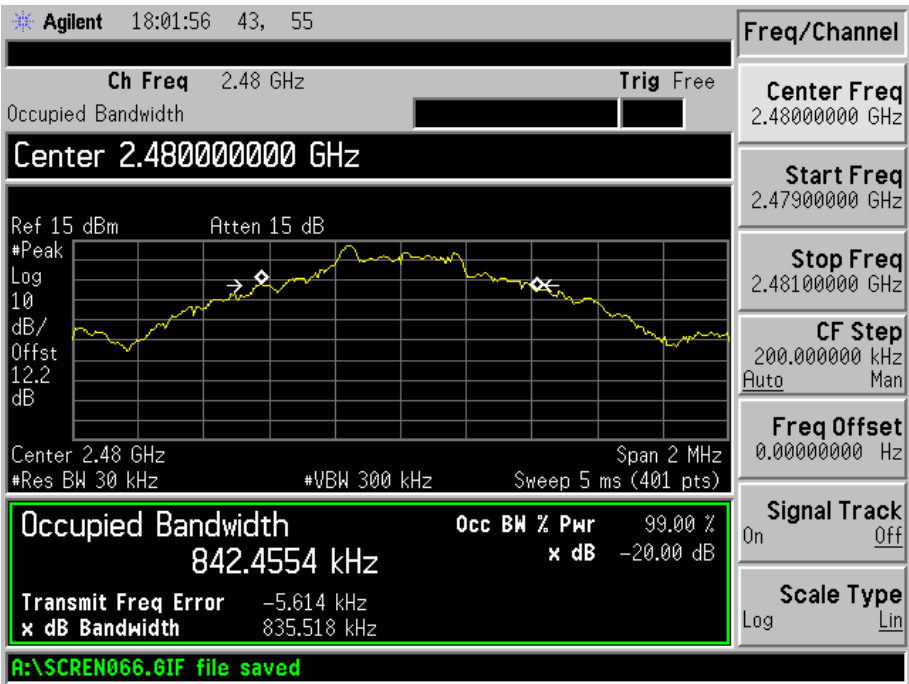 Agilent 18:01:56 43, 55
Ch Freq 2.48 GHz Trig Free
Occupied Bandwidth
Center 2.480000000 GHz
Ref 15 dBm Atten 15 dB
#Peak
Log
10
dB/
Offst
12.2
dB
Center 2.48 GHz Span 2 MHz
#Res BW 30 kHz #VBW 300 kHz Sweep 5 ms (401 pts)
Occupied Bandwidth
842.4554 kHz
Occ BW % Pwr 99.00 %
x dB -20.00 dB
Transmit Freq Error -5.614 kHz
x dB Bandwidth 835.518 kHz
A:\SCREN066.GIF file saved
Freq/Channel
Center Freq
2.48000000 GHz
Start Freq
2.47900000 GHz
Stop Freq
2.48100000 GHz
CF Step
200.000000 kHz
Auto Man
Freq Offset
0.00000000 Hz
Signal Track
On Off
Scale Type
Log Lin